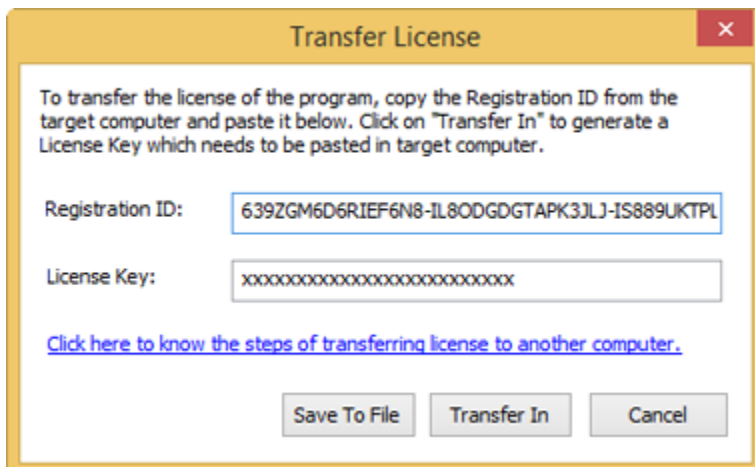 Transfer License
To transfer the license of the program, copy the Registration ID from the
target computer and paste it below. Click on "Transfer In" to generate a
License Key which needs to be pasted in target computer.
Registration ID: 639ZGM6D6RIEF6N8-IL8ODGDGTAPK3JLJ-IS889UKTPL
License Key: xxxxxxxxxxxxxxxxxxxxxxxxx
Click here to know the steps of transferring license to another computer.
Save To File Transfer In Cancel